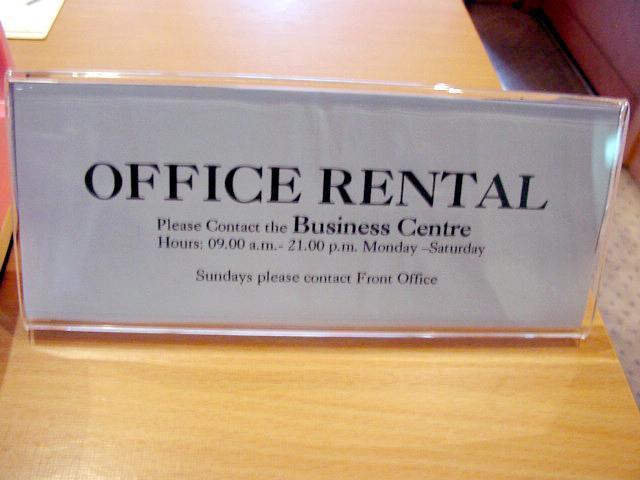 OFFICE RENTAL
Please Contact the Business Centre
Hours: 09.00 a.m.- 21.00 p.m. Monday –Saturday
Sundays please contact Front Office